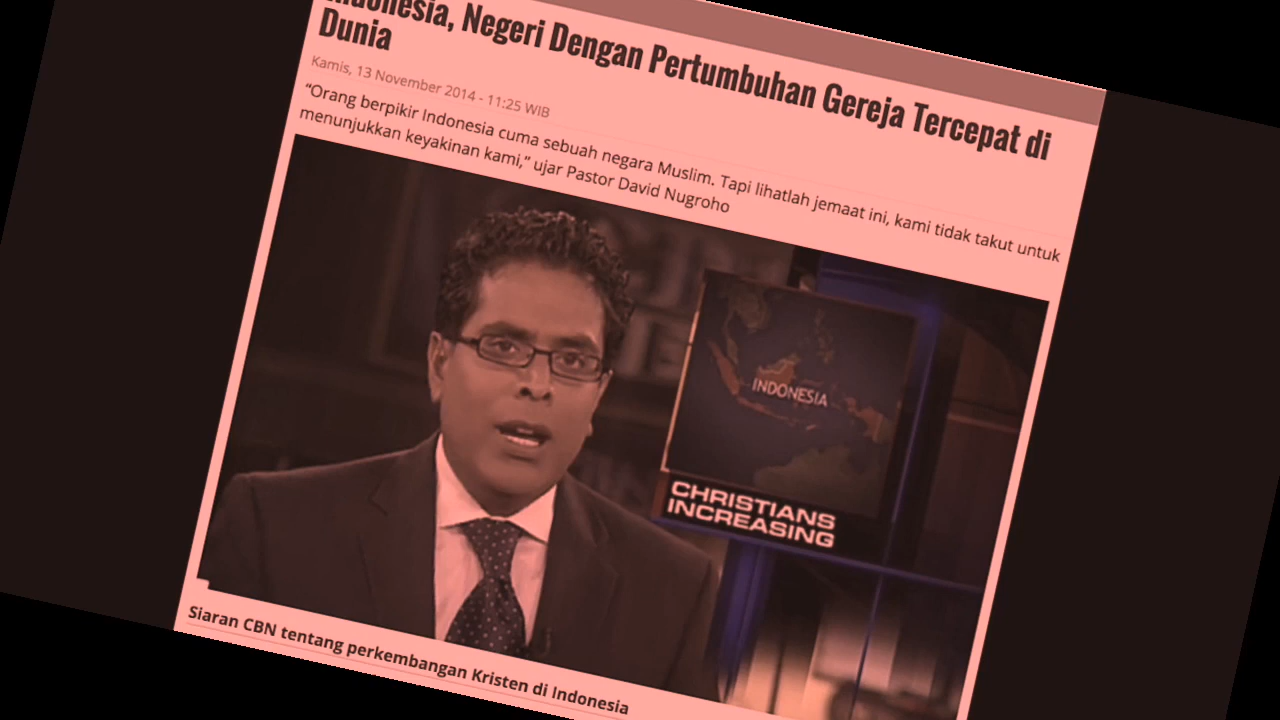 Indonesia, Negeri Dengan Pertumbuhan Gereja Tercepat di
Dunia
Kamis, 13 November 2014 - 11:25 WIB
“Orang berpikir Indonesia cuma sebuah negara Muslim. Tapi lihatlah jemaat ini, kami tidak takut untuk
menunjukkan keyakinan kami,” ujar Pastor David Nugroho
INDONESIA
CHRISTIANS
INCREASING
Siaran CBN tentang perkembangan Kristen di Indonesia